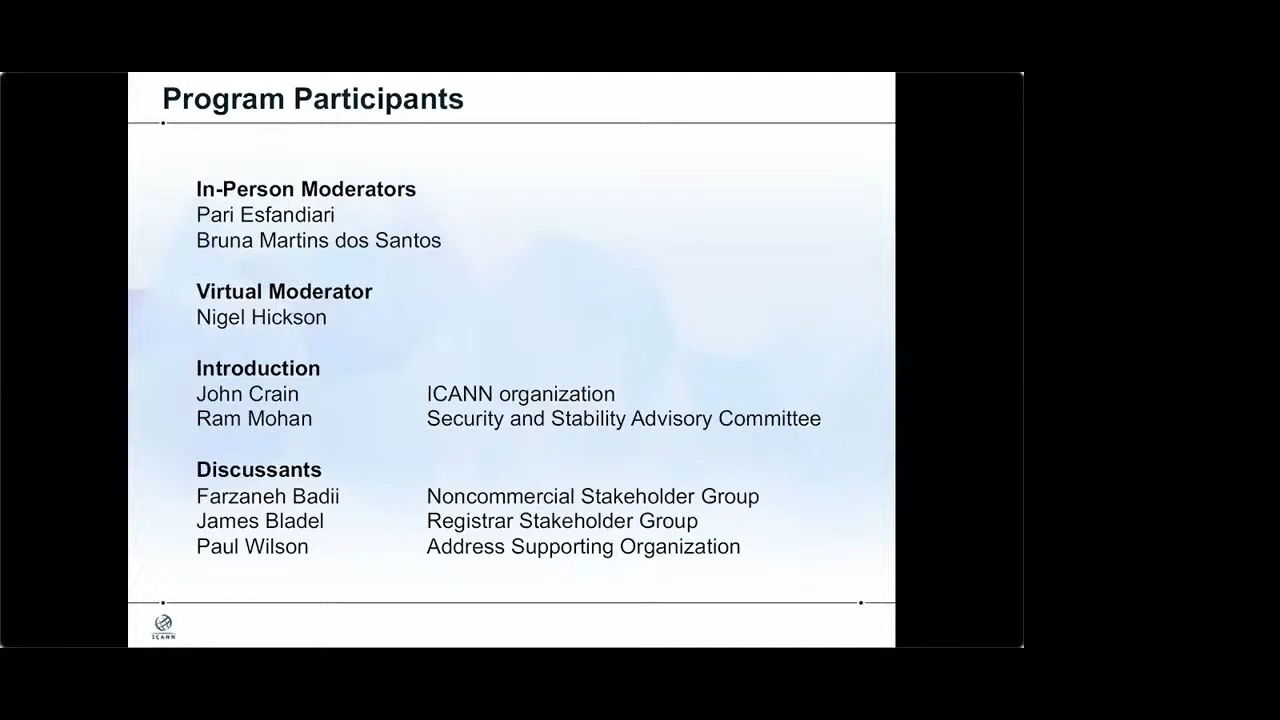 Program Participants
In-Person Moderators
Pari Esfandiari
Bruna Martins dos Santos
Virtual Moderator
Nigel Hickson
Introduction
John Crain ICANN organization
Ram Mohan Security and Stability Advisory Committee
Discussants
Farzaneh Badii Noncommercial Stakeholder Group
James Bladel Registrar Stakeholder Group
Paul Wilson Address Supporting Organization
ICANN